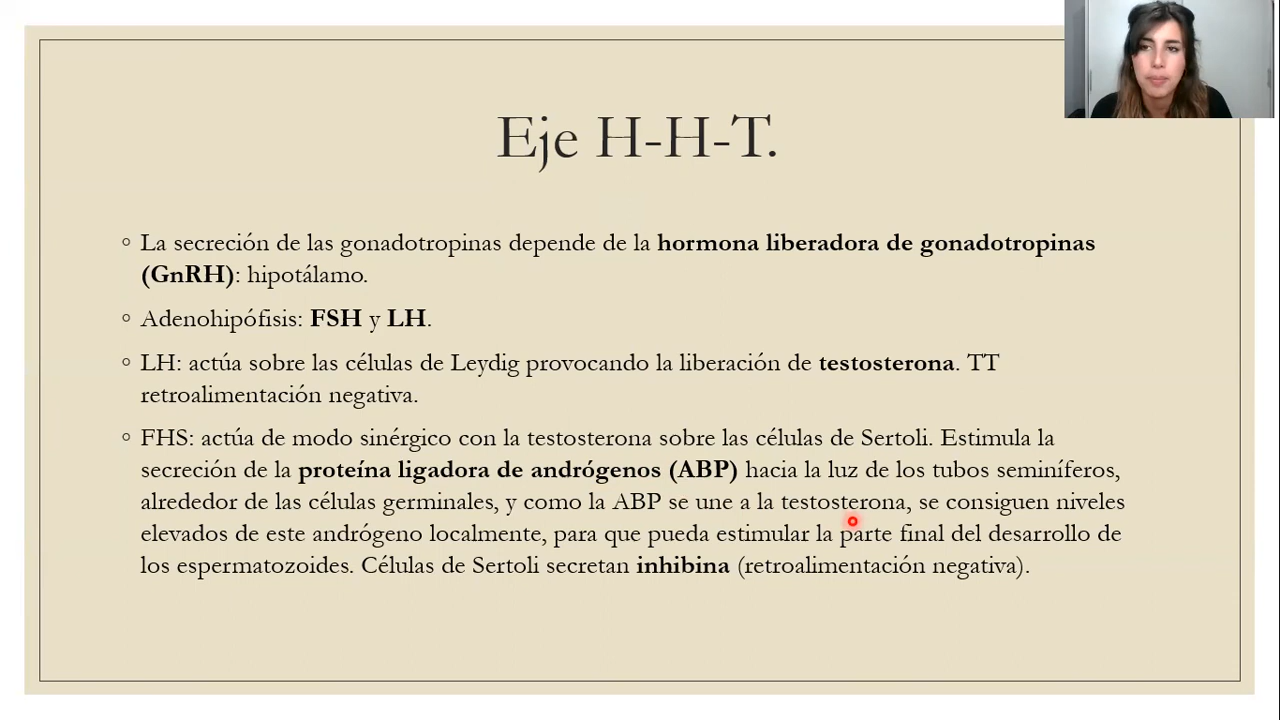 Eje H-H-T.
◦ La secreción de las gonadotropinas depende de la hormona liberadora de gonadotropinas
(GnRH): hipotálamo.
◦ Adenohipófisis: FSH y LH.
◦ LH: actúa sobre las células de Leydig provocando la liberación de testosterona. TT
retroalimentación negativa.
◦ FHS: actúa de modo sinérgico con la testosterona sobre las células de Sertoli. Estimula la
secreción de la proteína ligadora de andrógenos (ABP) hacia la luz de los tubos seminíferos,
alrededor de las células germinales, y como la ABP se une a la testosterona, se consiguen niveles
elevados de este andrógeno localmente, para que pueda estimular la parte final del desarrollo de
los espermatozoides. Células de Sertoli secretan inhibina (retroalimentación negativa).